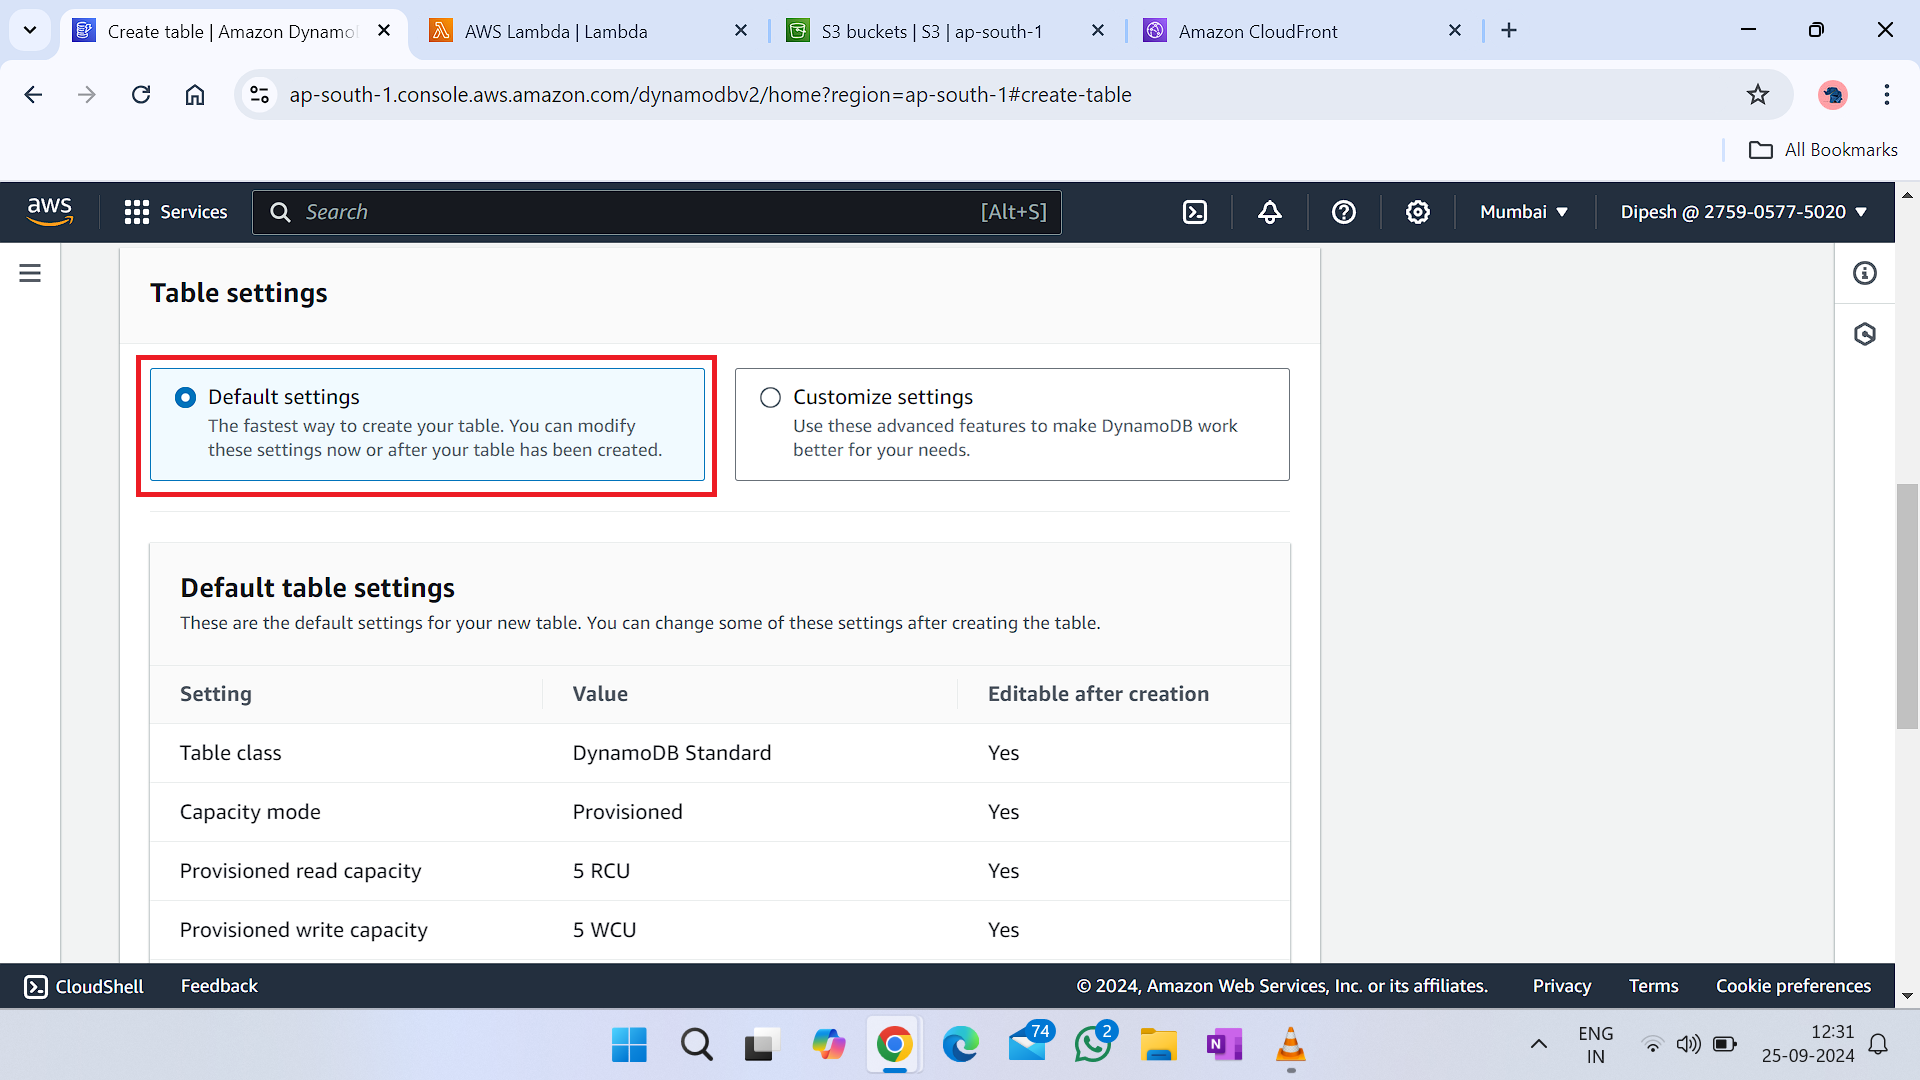 Create table | Amazon Dynamo
AWS Lambda | Lambda
S3 buckets | S3 | ap-south-1
Amazon CloudFront
ap-south-1.console.aws.amazon.com/dynamodbv2/home?region=ap-south-1#create-table
All Bookmarks
aws
Services
Search
[Alt+S]
Mumbai
Dipesh @ 2759-0577-5020
Table settings
Default settings
The fastest way to create your table. You can modify
these settings now or after your table has been created.
Customize settings
Use these advanced features to make DynamoDB work
better for your needs.
Default table settings
These are the default settings for your new table. You can change some of these settings after creating the table.
Setting Value Editable after creation
Table class DynamoDB Standard Yes
Capacity mode Provisioned Yes
Provisioned read capacity 5 RCU Yes
Provisioned write capacity 5 WCU Yes
CloudShell
Feedback
© 2024, Amazon Web Services, Inc. or its affiliates.
Privacy
Terms
Cookie preferences
74
2
N
ENG
IN
12:31
25-09-2024